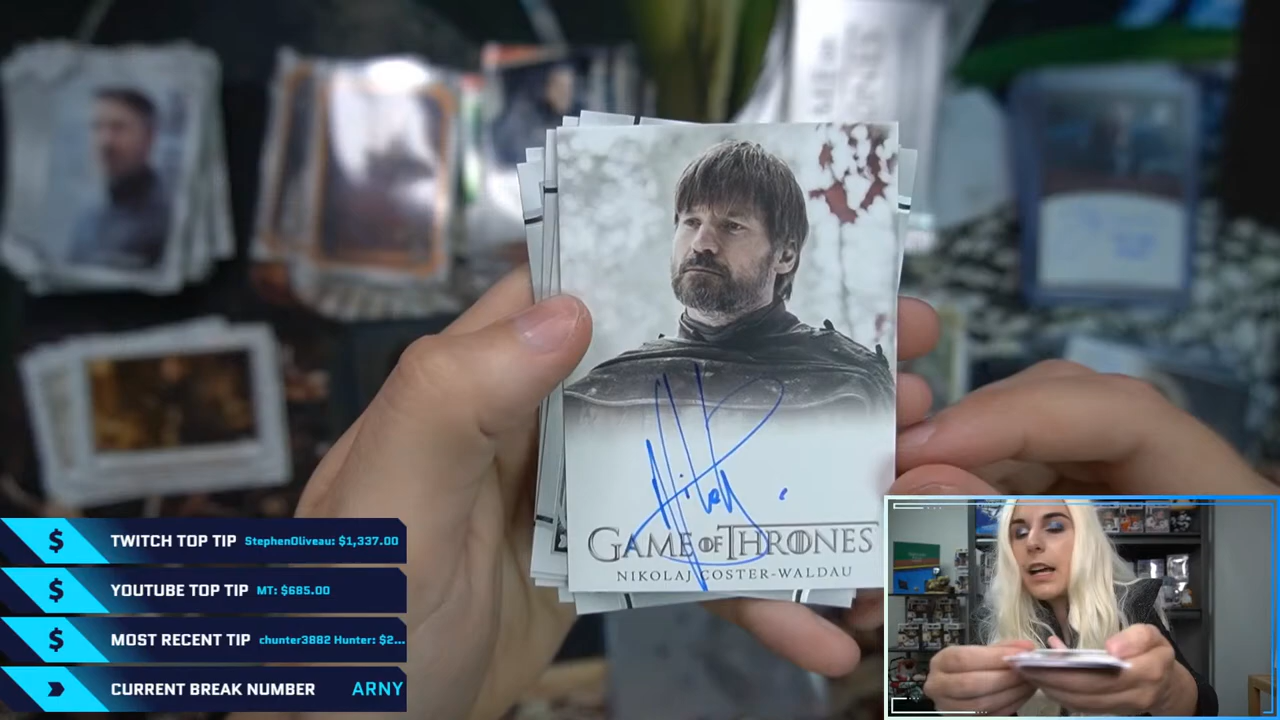 GAME OF THRONES
NIKOLAJ COSTER-WALDAU
TWITCH TOP TIP StephenOliveau: $1,337.00
YOUTUBE TOP TIP MT: $685.00
MOST RECENT TIP chunter3882 Hunter: $2...
CURRENT BREAK NUMBER ARNY